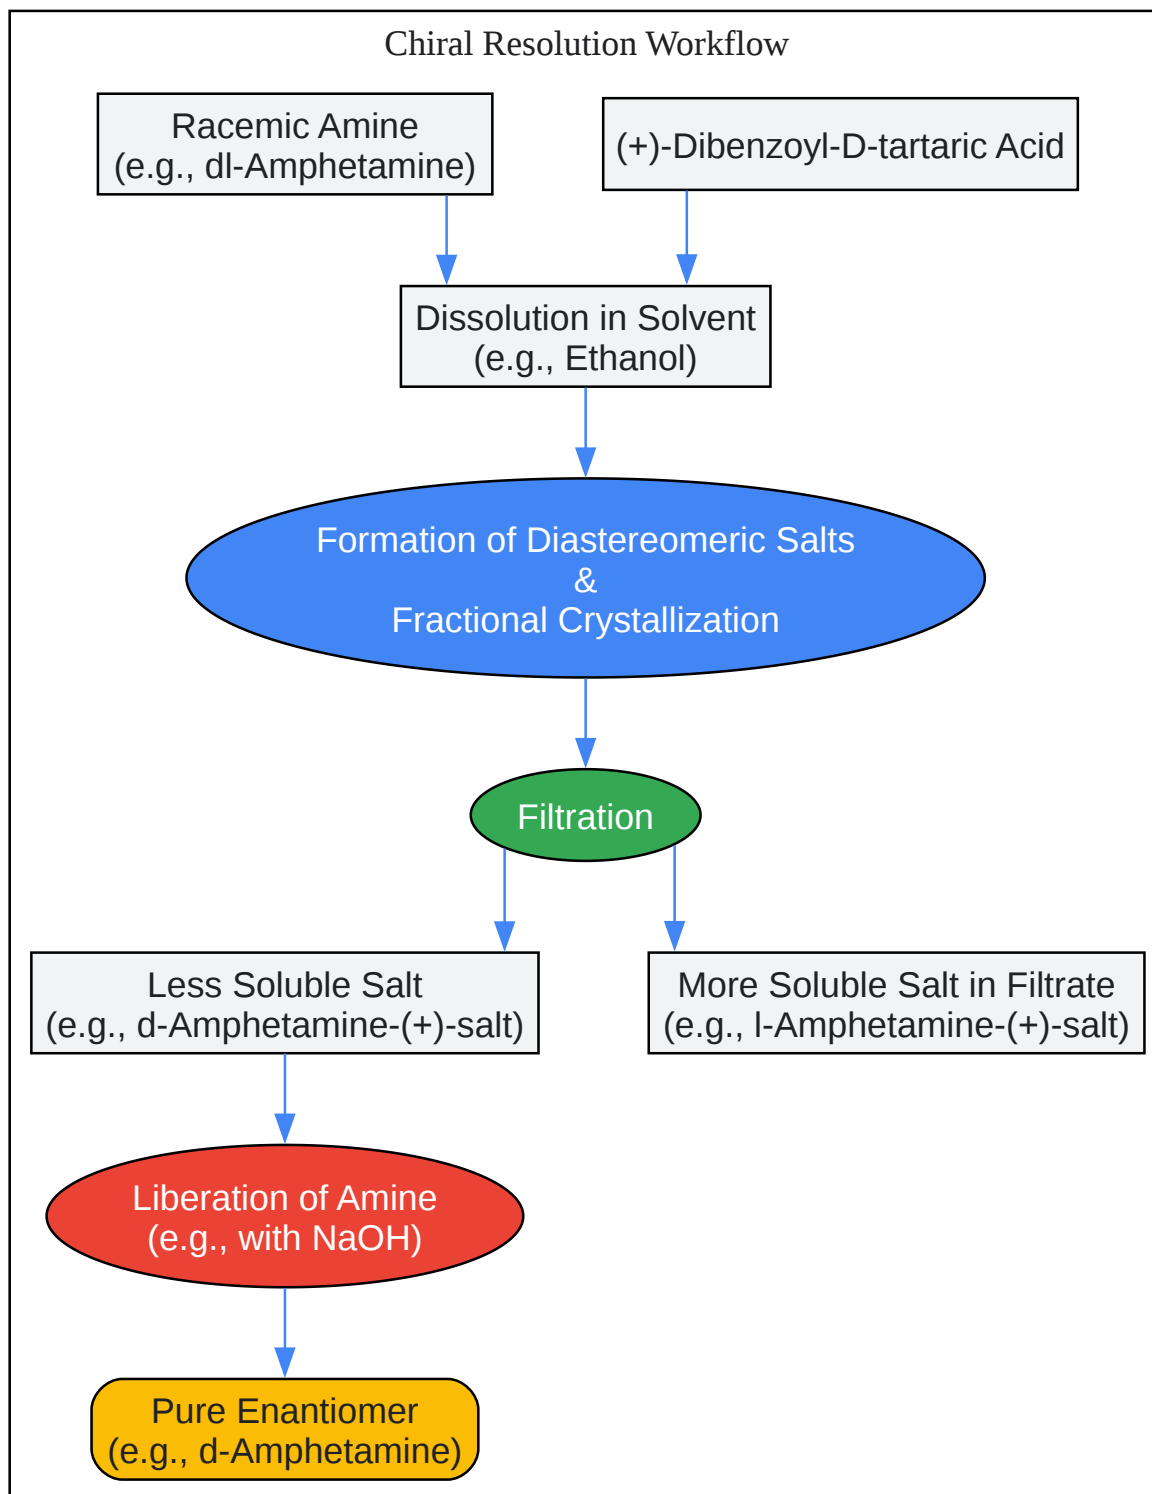 Chiral Resolution Workflow
Racemic Amine
(e.g., dl-Amphetamine)
(+)-Dibenzoyl-D-tartaric Acid
Dissolution in Solvent
(e.g., Ethanol)
Formation of Diastereomeric Salts
&
Fractional Crystallization
Filtration
Less Soluble Salt
(e.g., d-Amphetamine-(+)-salt)
More Soluble Salt in Filtrate
(e.g., l-Amphetamine-(+)-salt)
Liberation of Amine
(e.g., with NaOH)
Pure Enantiomer
(e.g., d-Amphetamine)